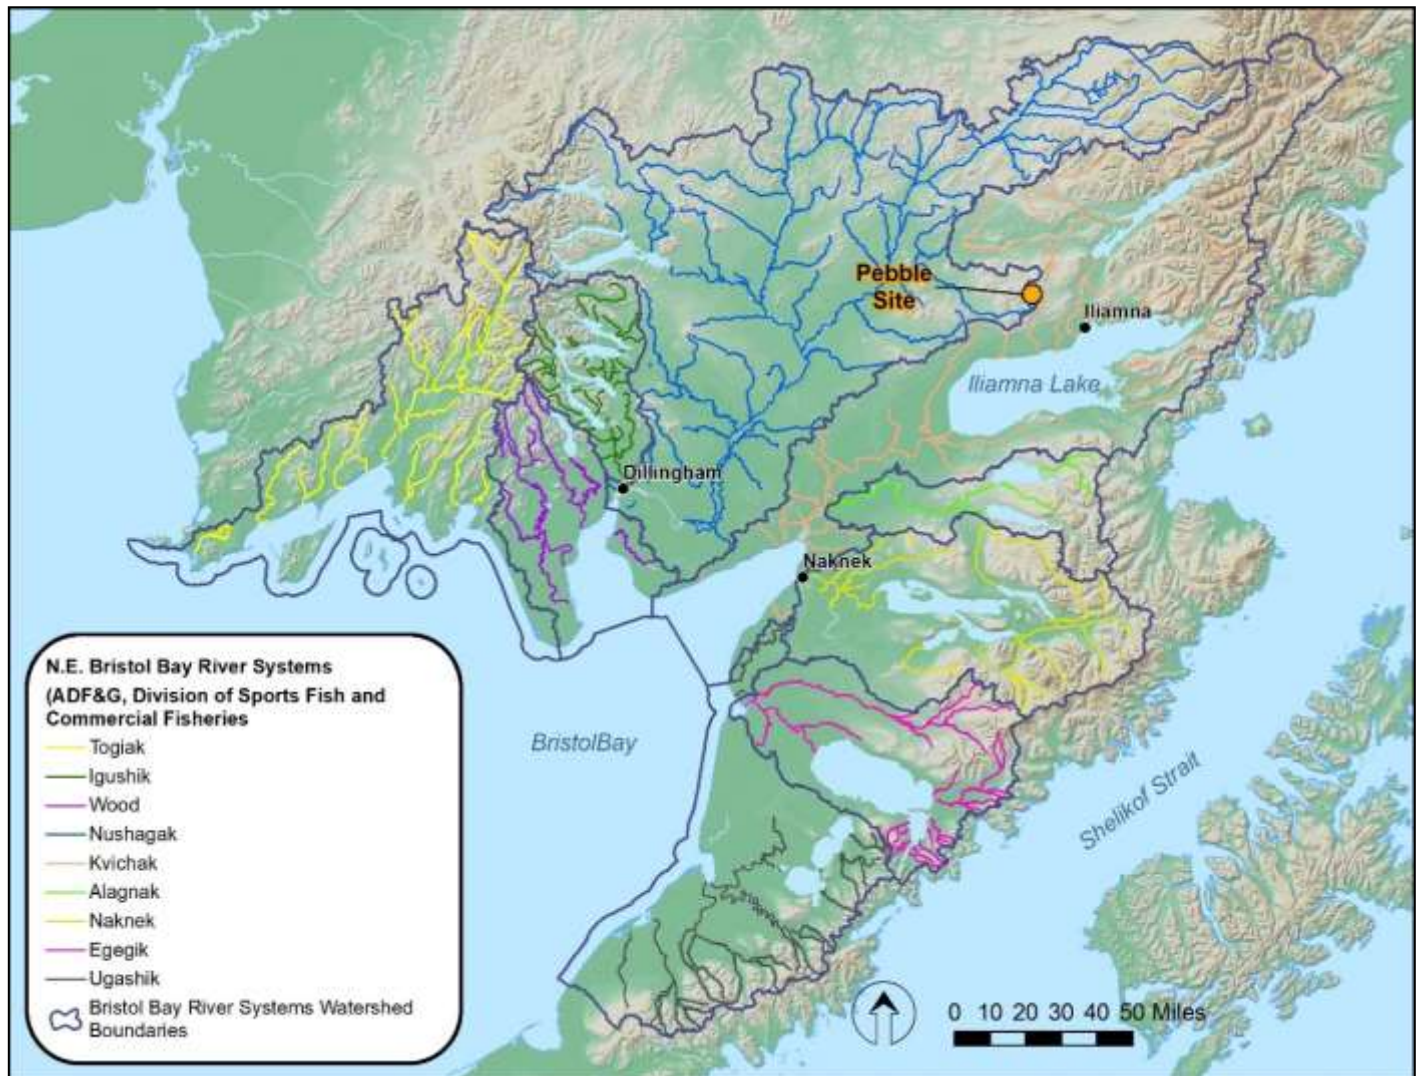 Pebble
Site
Iliamna
Iliamna Lake
Dillingham
Naknek
BristolBay
Shelikof Strait
N.E. Bristol Bay River Systems
(ADF&G, Division of Sports Fish and
Commercial Fisheries
Togiak
Igushik
Wood
Nushagak
Kvichak
Alagnak
Naknek
Egegik
Ugashik
Bristol Bay River Systems Watershed
Boundaries
0 10 20 30 40 50 Miles